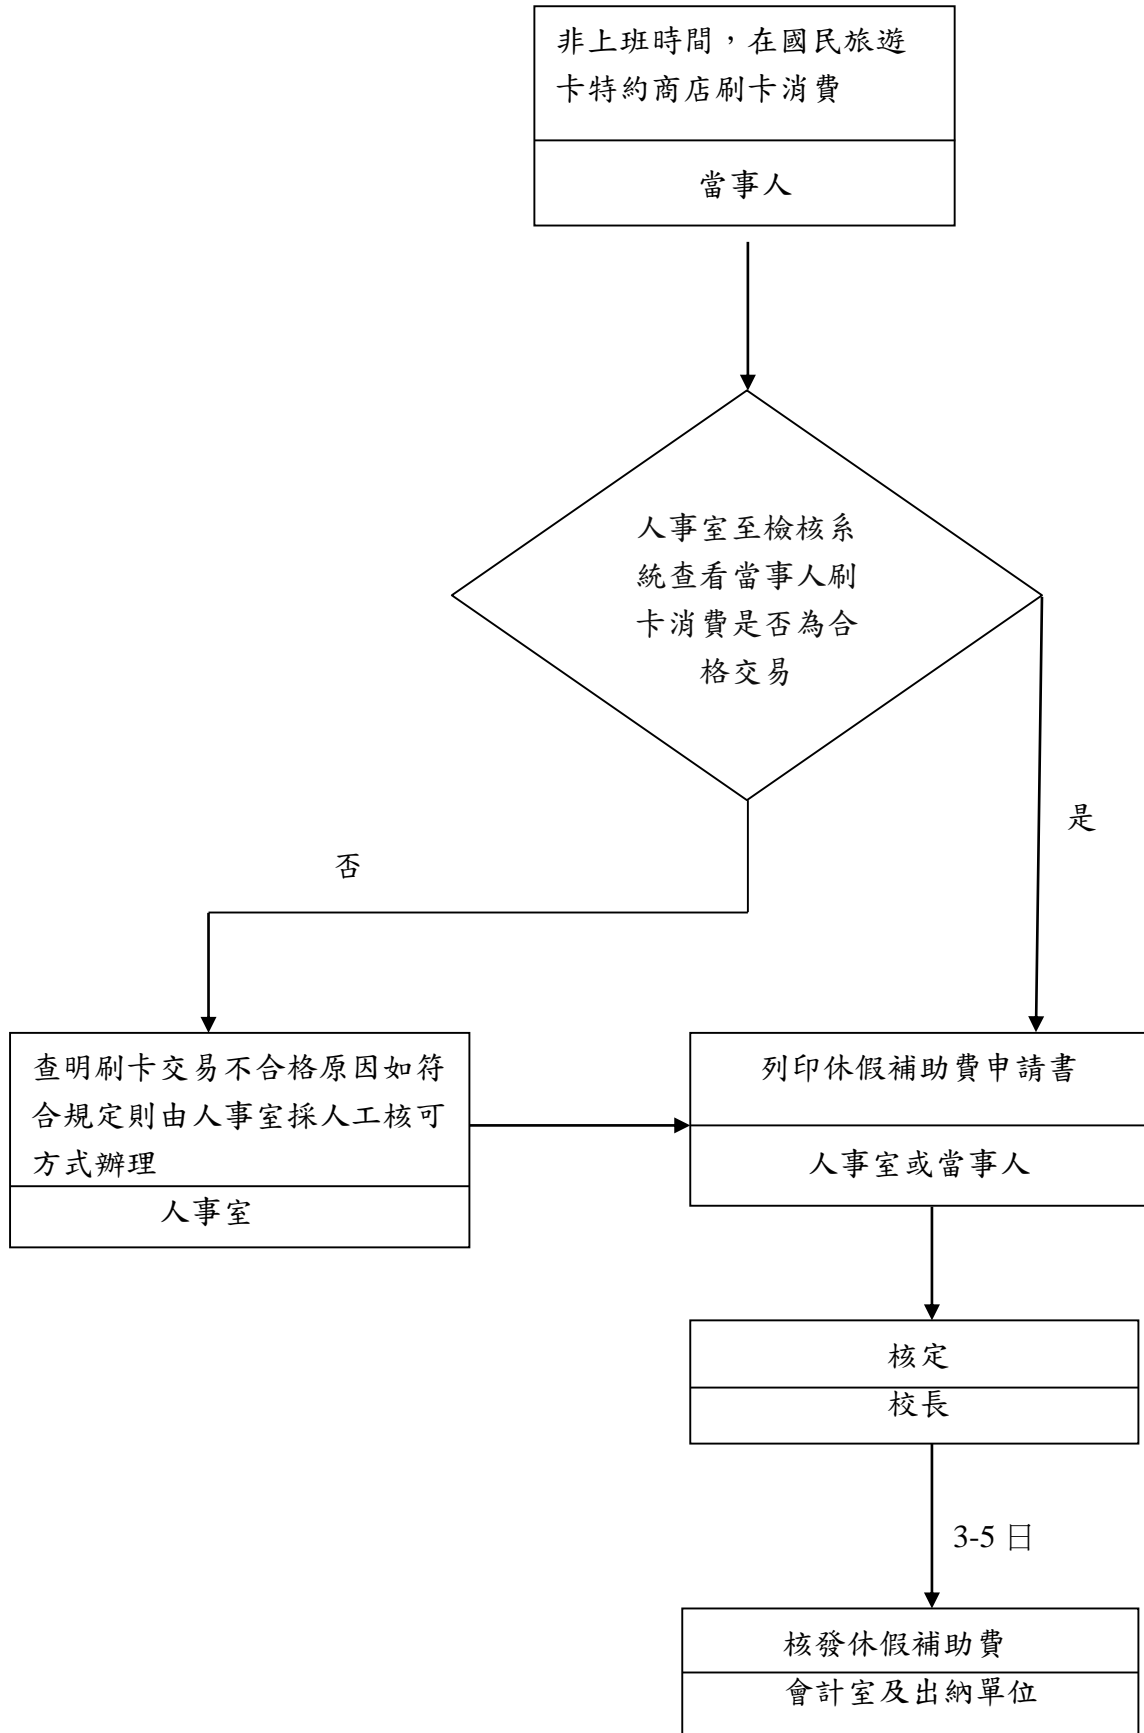 非上班時間，在國民旅遊
卡特約商店刷卡消費
當事人
人事室至檢核系
統查看當事人刷
卡消費是否為合
格交易
是
否
查明刷卡交易不合格原因如符
合規定則由人事室採人工核可
方式辦理
人事室
列印休假補助費申請書
人事室或當事人
核定
校長
3-5 日
核發休假補助費
會計室及出納單位